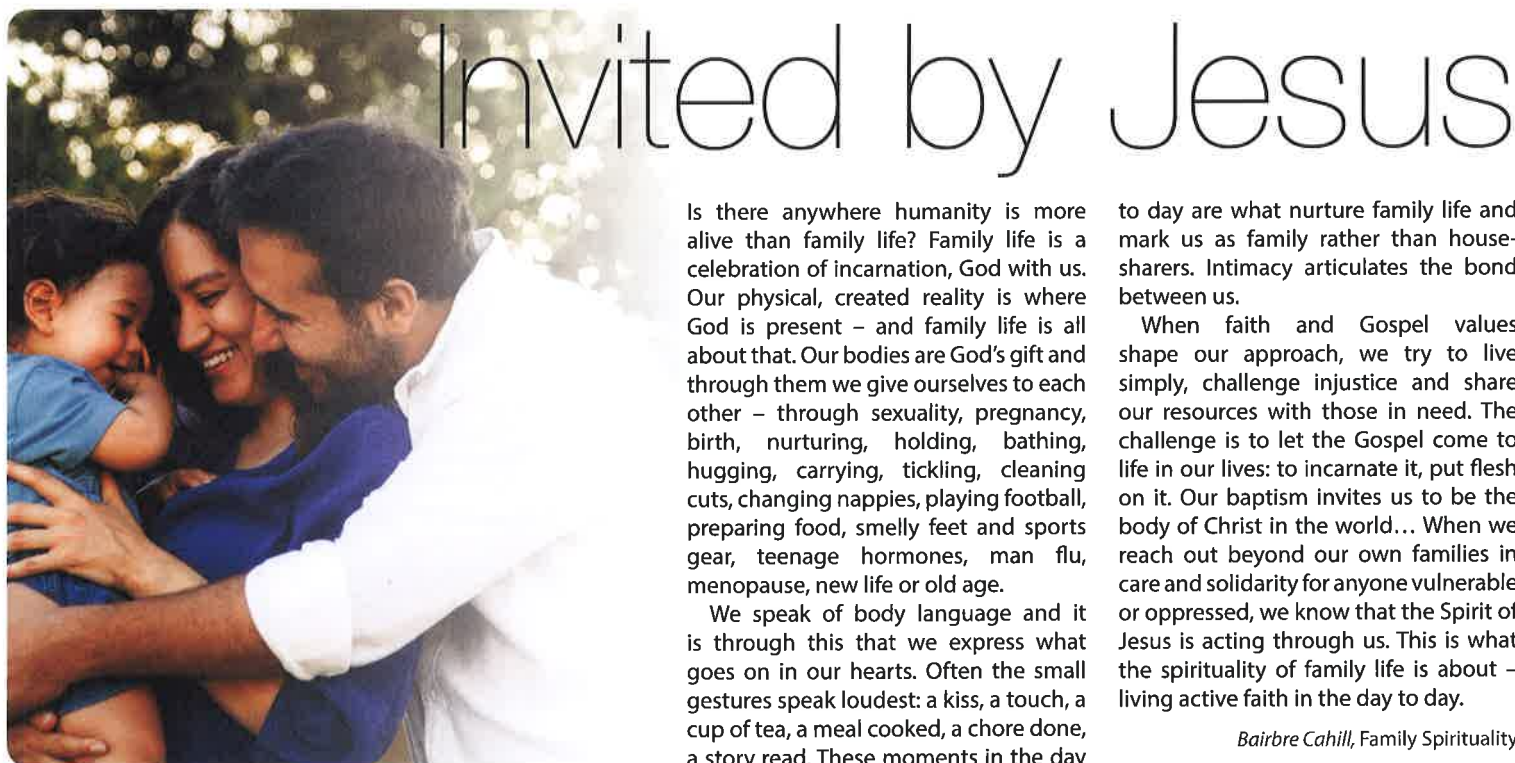 Invited by Jesus
Is there anywhere humanity is more
alive than family life? Family life is a
celebration of incarnation, God with us.
Our physical, created reality is where
God is present – and family life is all
about that. Our bodies are God's gift and
through them we give ourselves to each
other – through sexuality, pregnancy,
birth, nurturing, holding, bathing,
hugging, carrying, tickling, cleaning
cuts, changing nappies, playing football,
preparing food, smelly feet and sports
gear, teenage hormones, man flu,
menopause, new life or old age.
We speak of body language and it
is through this that we express what
goes on in our hearts. Often the small
gestures speak loudest: a kiss, a touch, a
cup of tea, a meal cooked, a chore done,
a story read. These moments in the day
to day are what nurture family life and
mark us as family rather than house-
sharers. Intimacy articulates the bond
between us.
When faith and Gospel values
shape our approach, we try to live
simply, challenge injustice and share
our resources with those in need. The
challenge is to let the Gospel come to
life in our lives: to incarnate it, put flesh
on it. Our baptism invites us to be the
body of Christ in the world… When we
reach out beyond our own families in
care and solidarity for anyone vulnerable
or oppressed, we know that the Spirit of
Jesus is acting through us. This is what
the spirituality of family life is about –
living active faith in the day to day.
Bairbre Cahill, Family Spirituality